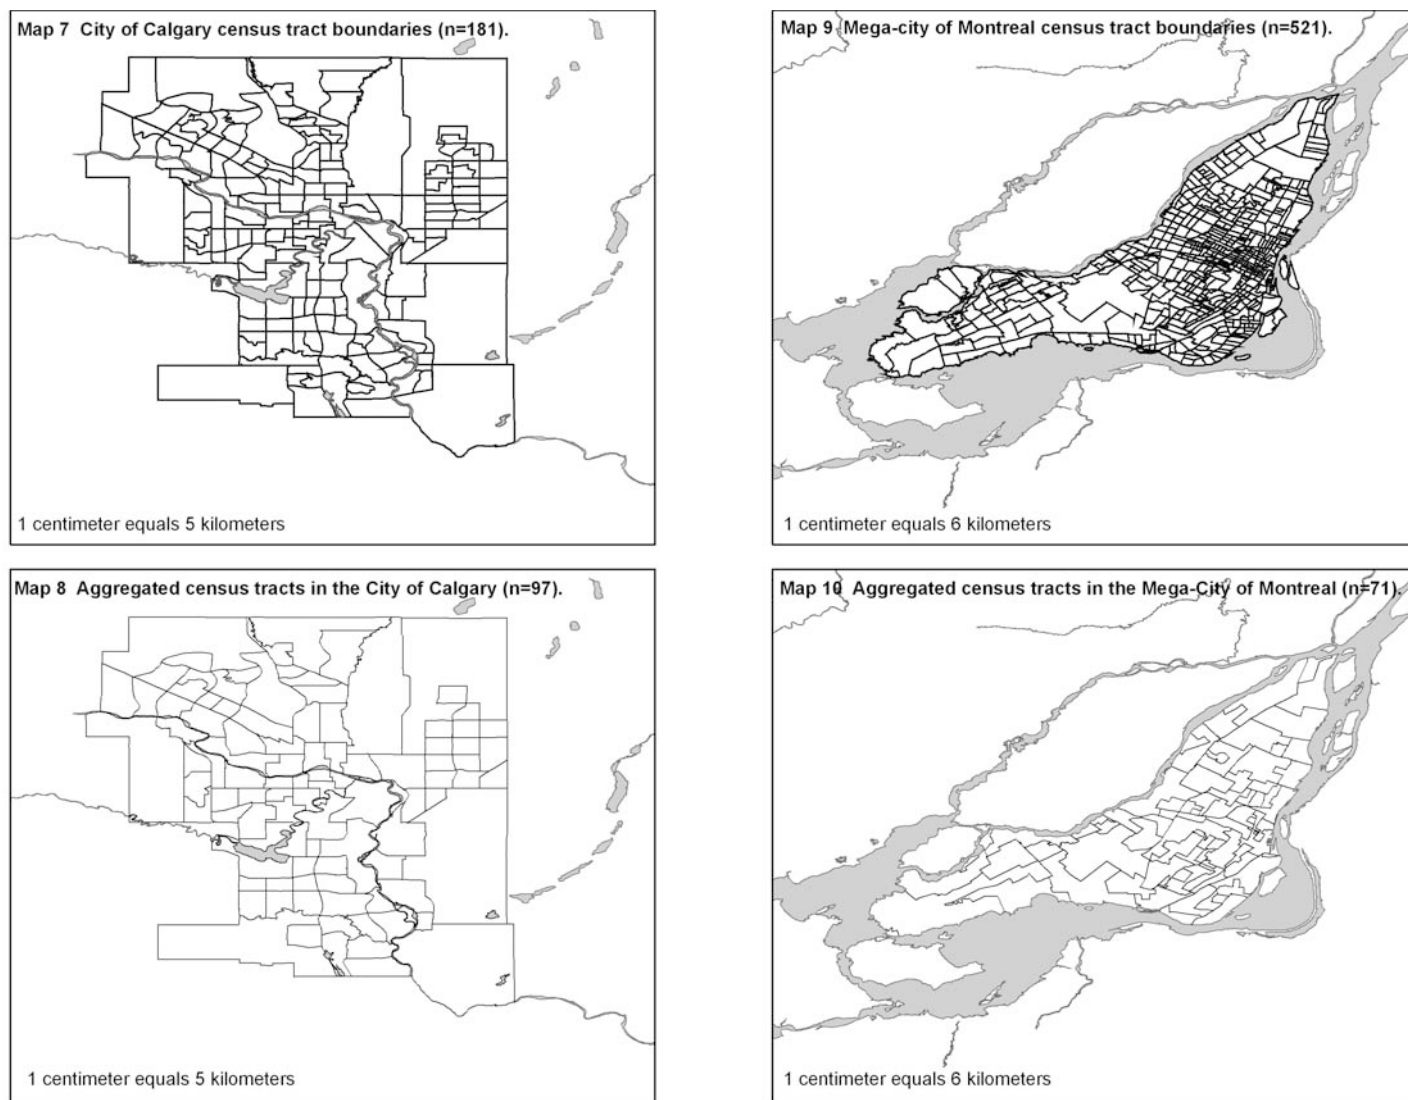 Map 7 City of Calgary census tract boundaries (n=181).
1 centimeter equals 5 kilometers
Map 9 Mega-city of Montreal census tract boundaries (n=521).
1 centimeter equals 6 kilometers
Map 8 Aggregated census tracts in the City of Calgary (n=97).
1 centimeter equals 5 kilometers
Map 10 Aggregated census tracts in the Mega-City of Montreal (n=71).
1 centimeter equals 6 kilometers